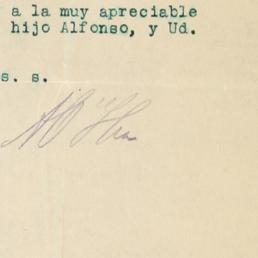 a la muy apreciable
hijo Alfonso, y Ud.
s. s.